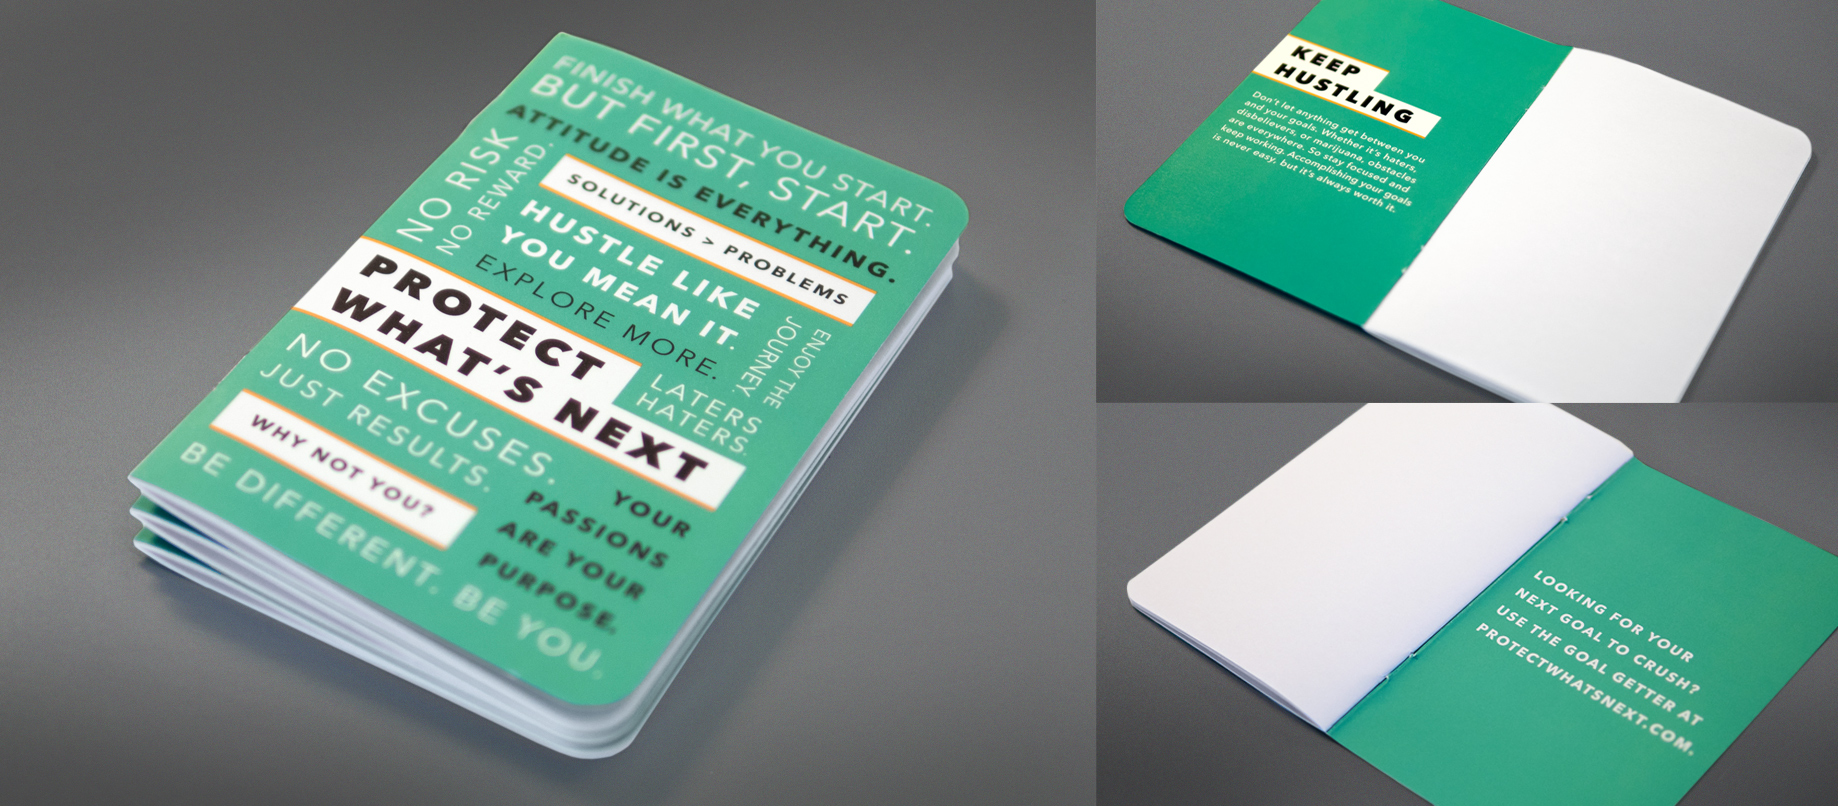 FINISH WHAT YOU START.
BUT FIRST, START.
ATTITUDE IS EVERYTHING.
NO RISK
NO REWARD.
SOLUTIONS > PROBLEMS
HUSTLE LIKE
YOU MEAN IT.
EXPLORE MORE.
ENJOY THE
JOURNEY.
PROTECT
WHAT'S NEXT
LATERS
HATERS.
NO EXCUSES.
JUST RESULTS.
WHY NOT YOU?
YOUR
PASSIONS
ARE YOUR
PURPOSE.
BE DIFFERENT. BE YOU.
KEEP
HUSTLING
Don't let anything get between you
and your goals. Whether it's haters,
disbelievers, or marijuana, obstacles
are everywhere. So stay focused and
keep working. Accomplishing your goals
is never easy, but it's always worth it.
LOOKING FOR YOUR
NEXT GOAL TO CRUSH?
USE THE GOAL GETTER AT
PROTECTWHATSNEXT.COM.